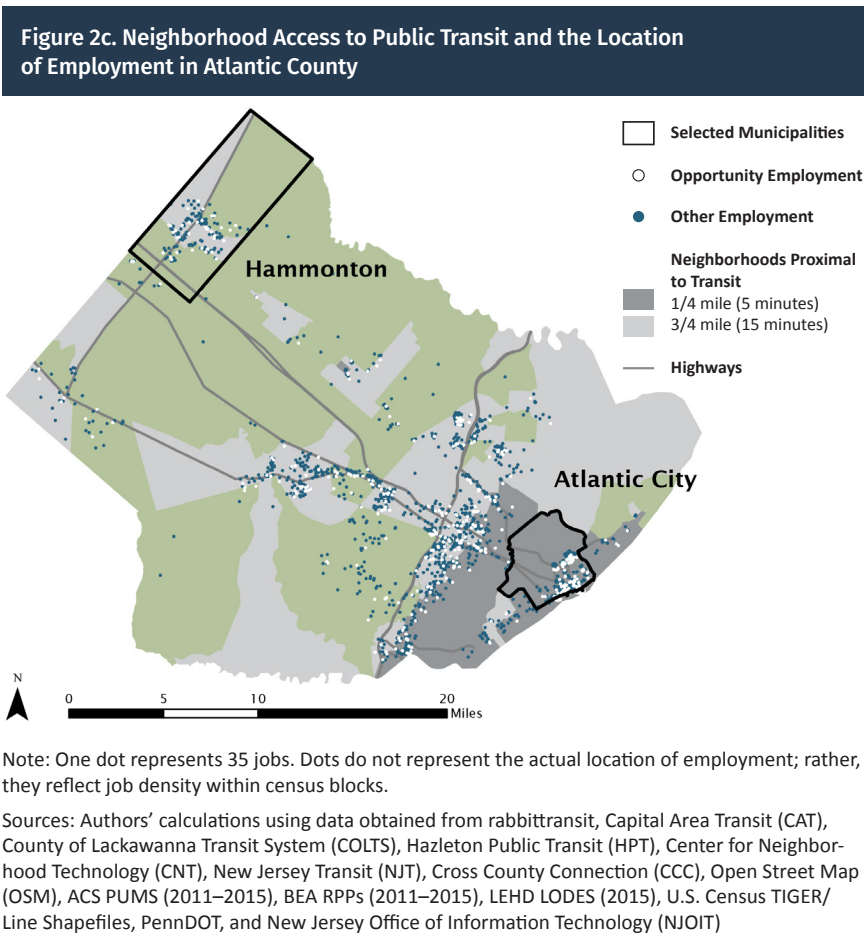 Figure 2c. Neighborhood Access to Public Transit and the Location
of Employment in Atlantic County
Selected Municipalities
Opportunity Employment
Other Employment
Neighborhoods Proximal
to Transit
1/4 mile (5 minutes)
3/4 mile (15 minutes)
Highways
Hammonton
Atlantic City
N
0 5 10 20
Miles
Note: One dot represents 35 jobs. Dots do not represent the actual location of employment; rather,
they reflect job density within census blocks.
Sources: Authors’ calculations using data obtained from rabbittransit, Capital Area Transit (CAT),
County of Lackawanna Transit System (COLTS), Hazleton Public Transit (HPT), Center for Neighbor-
hood Technology (CNT), New Jersey Transit (NJT), Cross County Connection (CCC), Open Street Map
(OSM), ACS PUMS (2011–2015), BEA RPPs (2011–2015), LEHD LODES (2015), U.S. Census TIGER/
Line Shapefiles, PennDOT, and New Jersey Office of Information Technology (NJOIT)